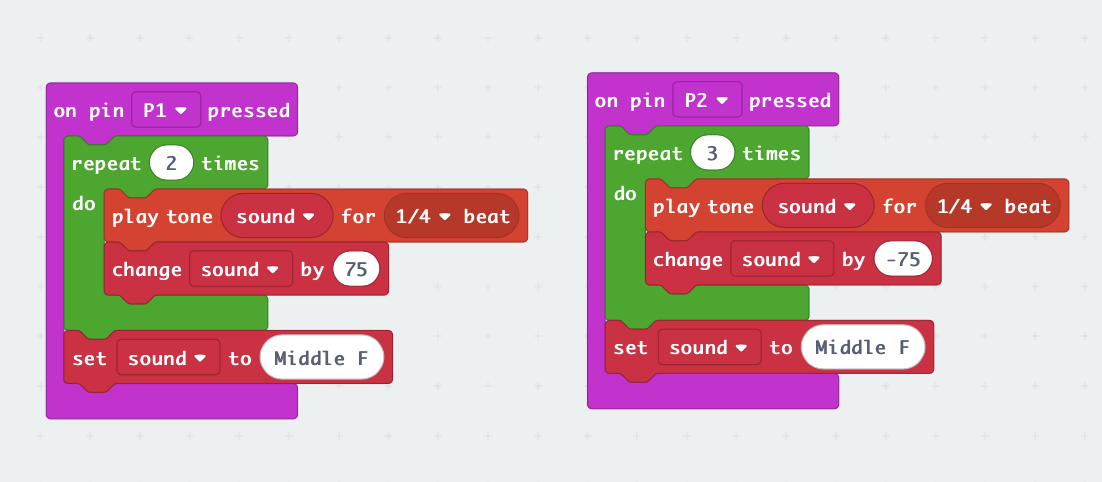 on pin P1 pressed
repeat 2 times
do
play tone sound for 1/4 beat
change sound by 75
set sound to Middle F
on pin P2 pressed
repeat 3 times
do
play tone sound for 1/4 beat
change sound by -75
set sound to Middle F